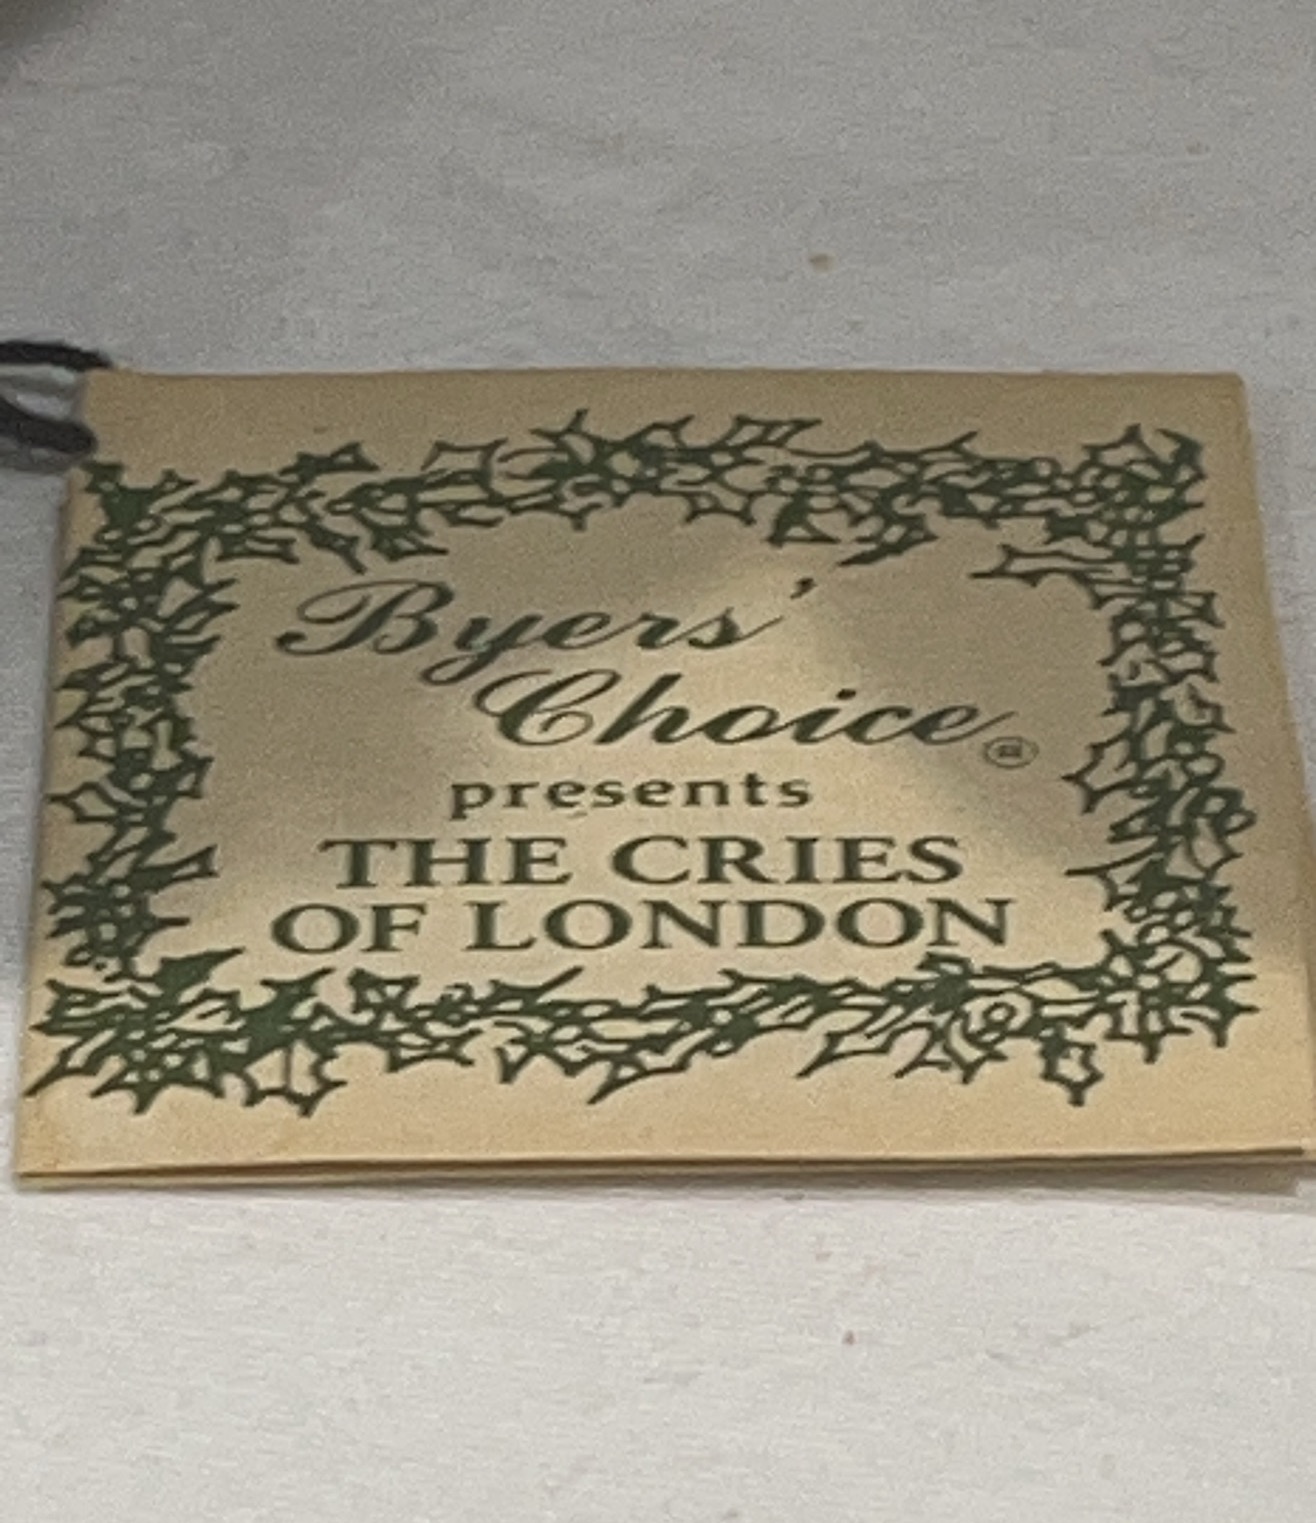 Byers'
Choice®
presents
THE CRIES
OF LONDON